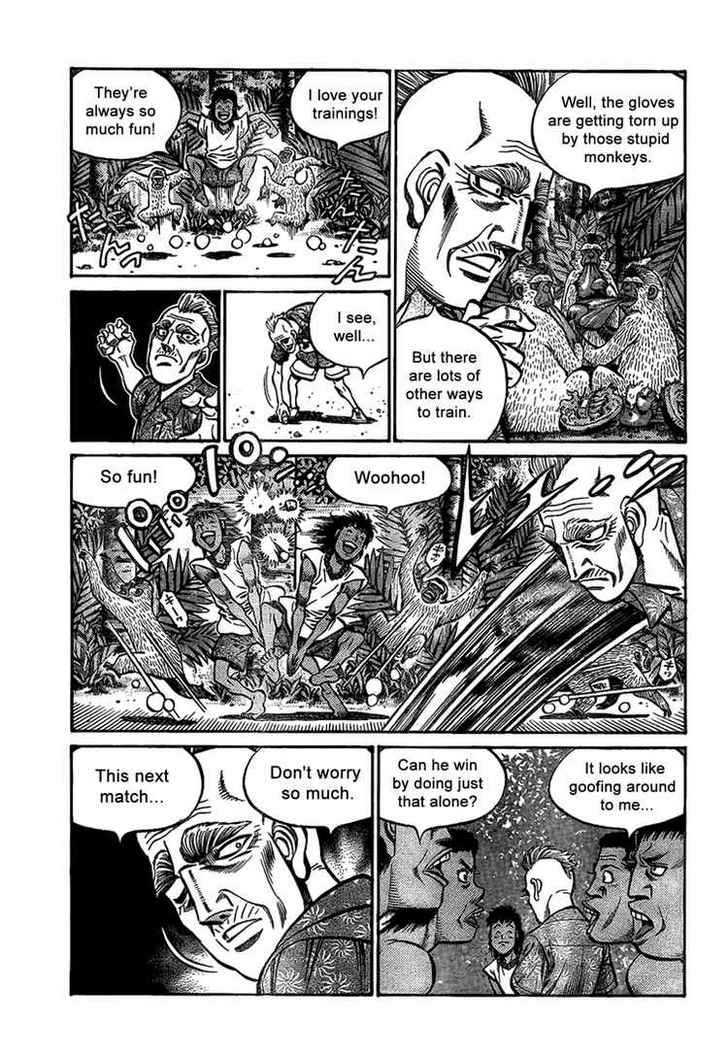 Well, the gloves
are getting torn up
by those stupid
monkeys.
But there
are lots of
other ways
to train.
I love your
trainings!
They're
always so
much fun!
I see,
well...
Woohoo!
So fun!
It looks like
goofing around
to me...
Can he win
by doing just
that alone?
Don't worry
so much.
This next
match...